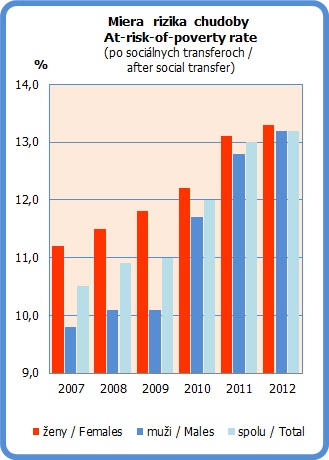 Miera rizika chudoby
At-risk-of-poverty rate
(po sociálnych transferoch /
after social transfer)
%
14,0
13,0
12,0
11,0
10,0
9,0
2007 2008 2009 2010 2011 2012
ženy / Females muži / Males spolu / Total